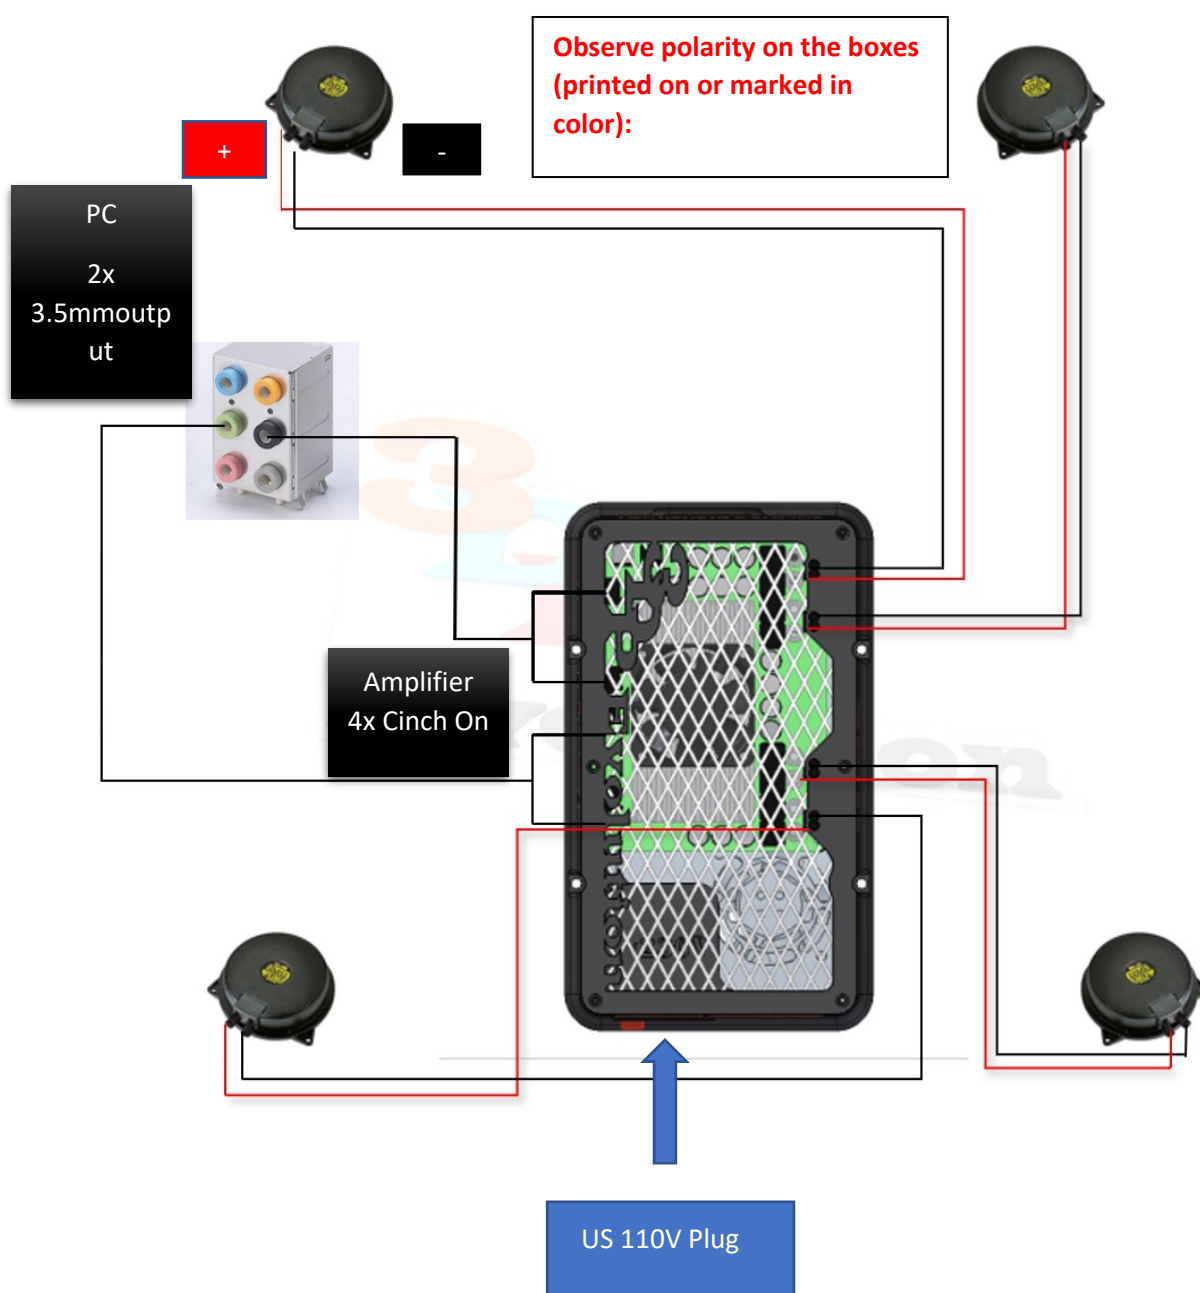 Observe polarity on the boxes
(printed on or marked in
color):
+
-
PC
2x
3.5mmoutp
ut
Amplifier
4x Cinch On
US 110V Plug